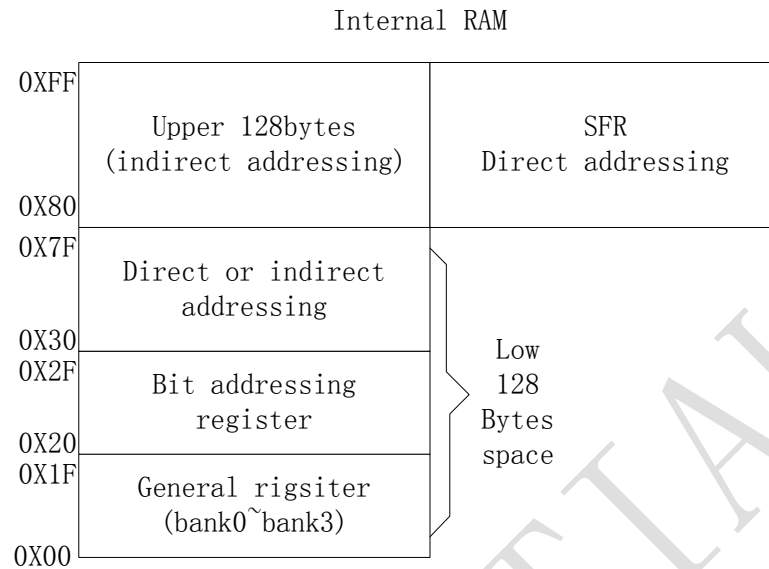 Internal RAM
0XFF
Upper 128bytes
(indirect addressing)
SFR
Direct addressing
0X80
0X7F
Direct or indirect
addressing
0X30
0X2F
Bit addressing
register
0X20
0X1F
General rigsiter
(bank0~bank3)
0X00
Low
128
Bytes
space
TIA